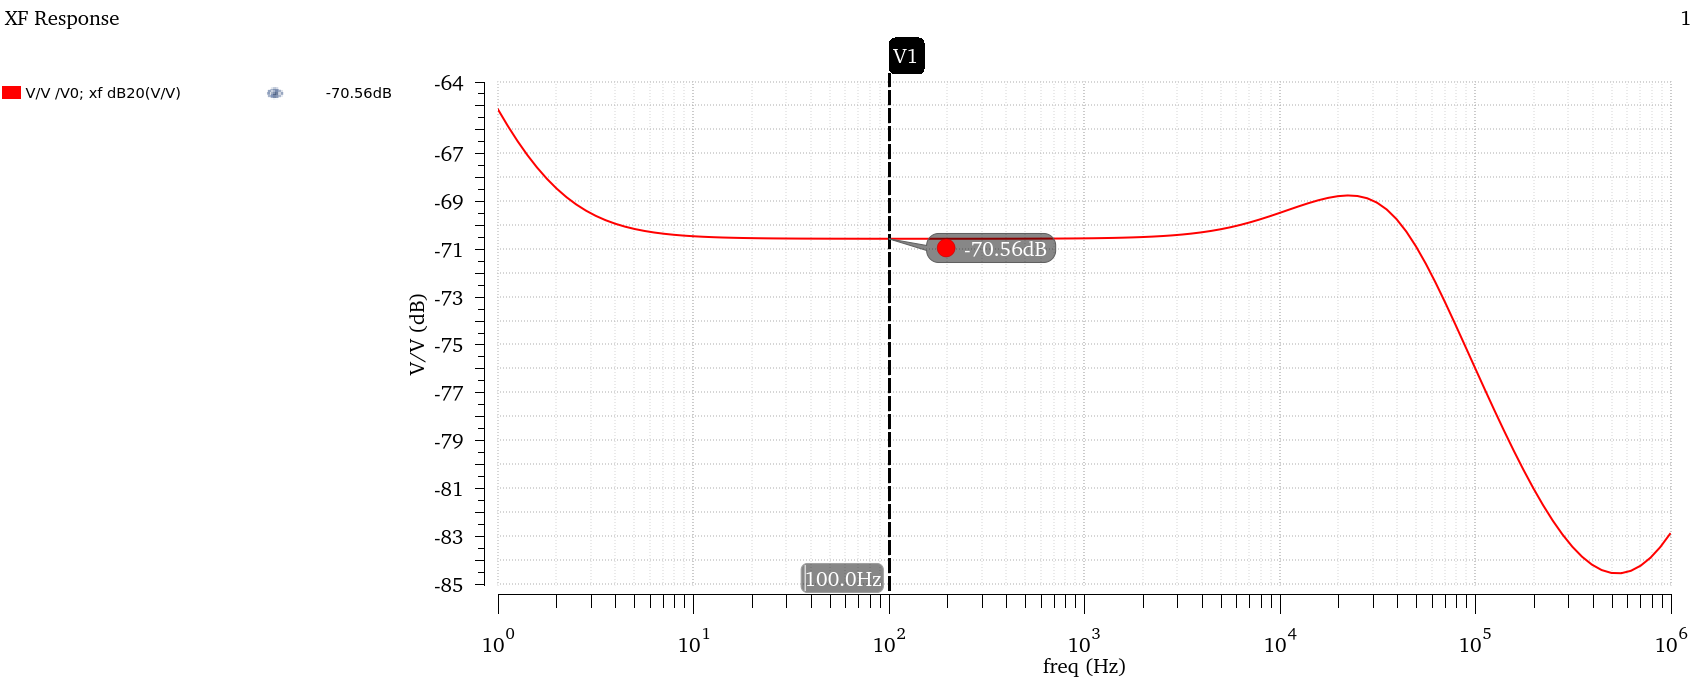 XF Response
1
V1
V/V /V0; xf dB20(V/V)
-70.56dB
-64
-67
-69
-71
-73
-75
-77
-79
-81
-83
-85
V/V (dB)
-70.56dB
100.0Hz
10^0
10^1
10^2
10^3
10^4
10^5
10^6
freq (Hz)